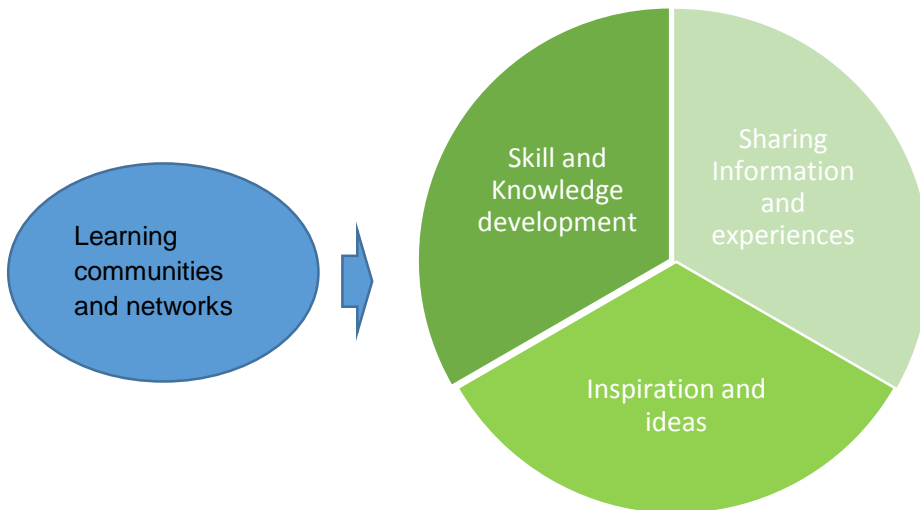 Learning
communities
and networks
Skill and
Knowledge
development
Sharing
Information
and
experiences
Inspiration and
ideas